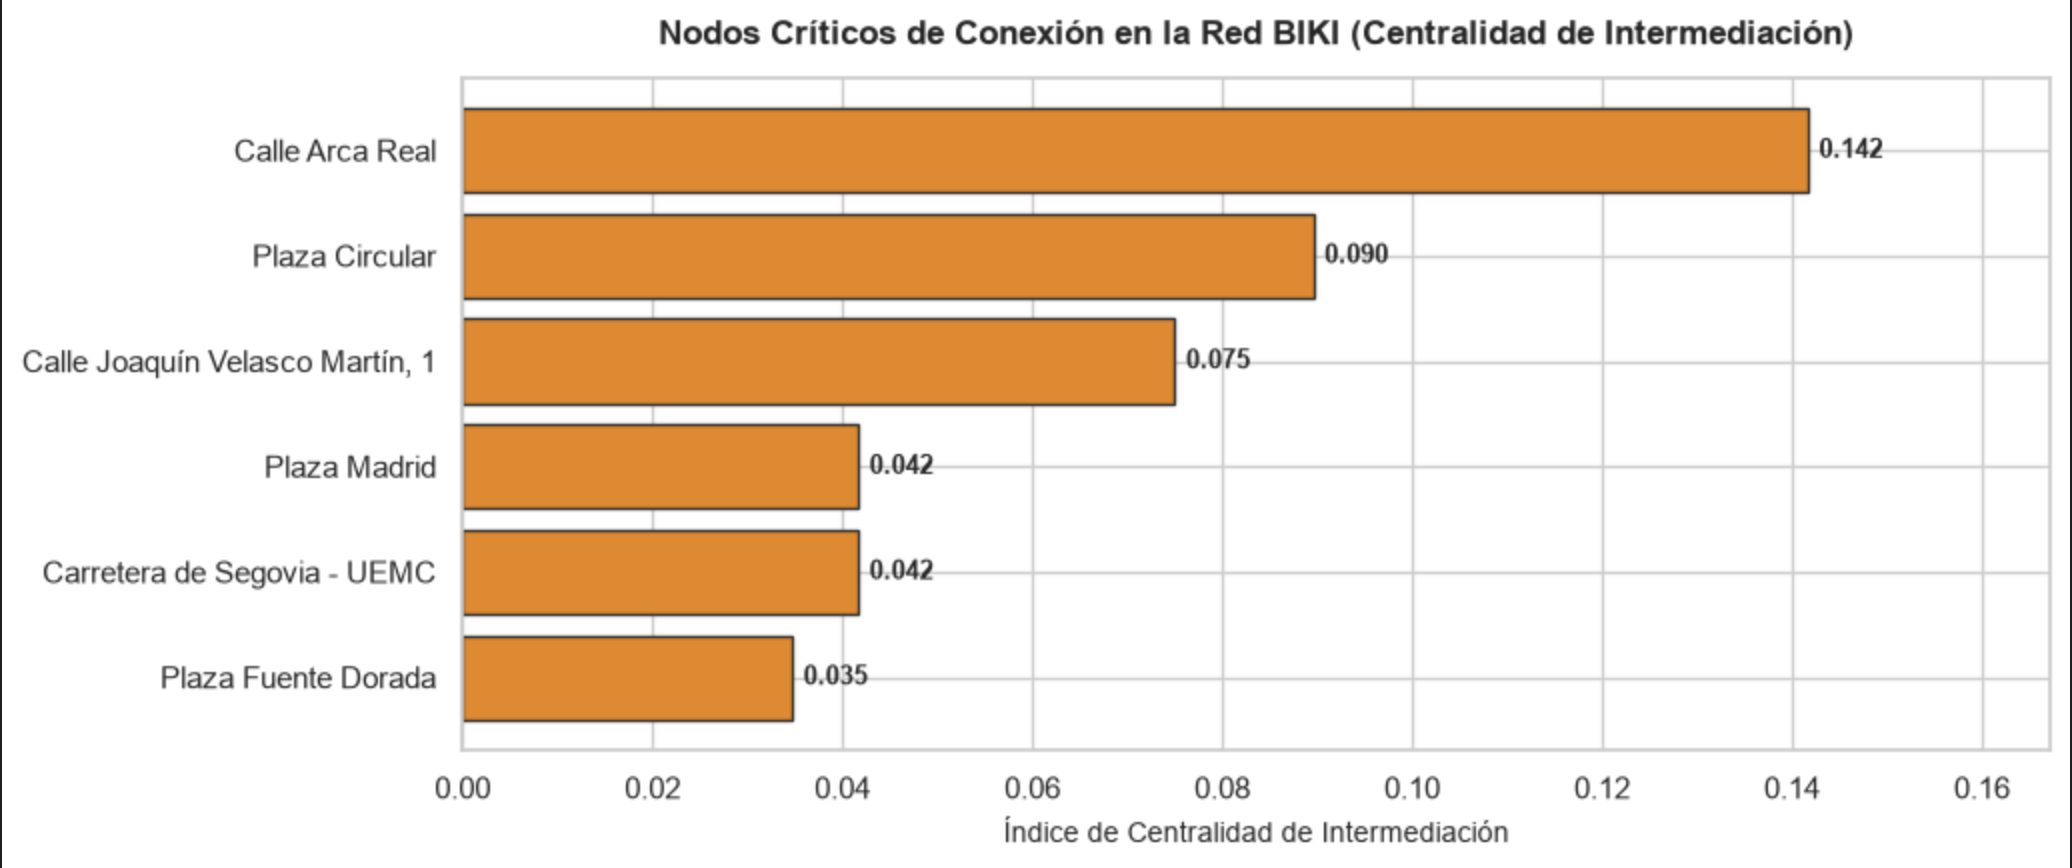 Nodos Críticos de Conexión en la Red BIKI (Centralidad de Intermediación)
Calle Arca Real
0.142
Plaza Circular
0.090
Calle Joaquín Velasco Martín, 1
0.075
Plaza Madrid
0.042
Carretera de Segovia - UEMC
0.042
Plaza Fuente Dorada
0.035
0.00 0.02 0.04 0.06 0.08 0.10 0.12 0.14 0.16
Índice de Centralidad de Intermediación